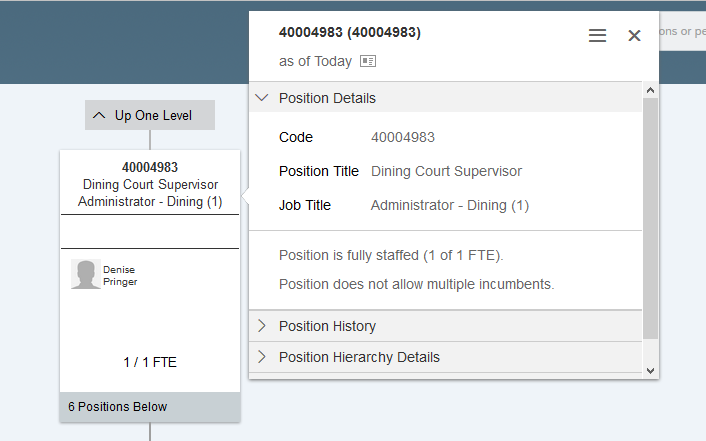 40004983 (40004983)
as of Today
ons or pe
Up One Level
40004983
Dining Court Supervisor
Administrator - Dining (1)
Denise
Pringer
1 / 1 FTE
6 Positions Below
Position Details
Code 40004983
Position Title Dining Court Supervisor
Job Title Administrator - Dining (1)
Position is fully staffed (1 of 1 FTE).
Position does not allow multiple incumbents.
Position History
Position Hierarchy Details